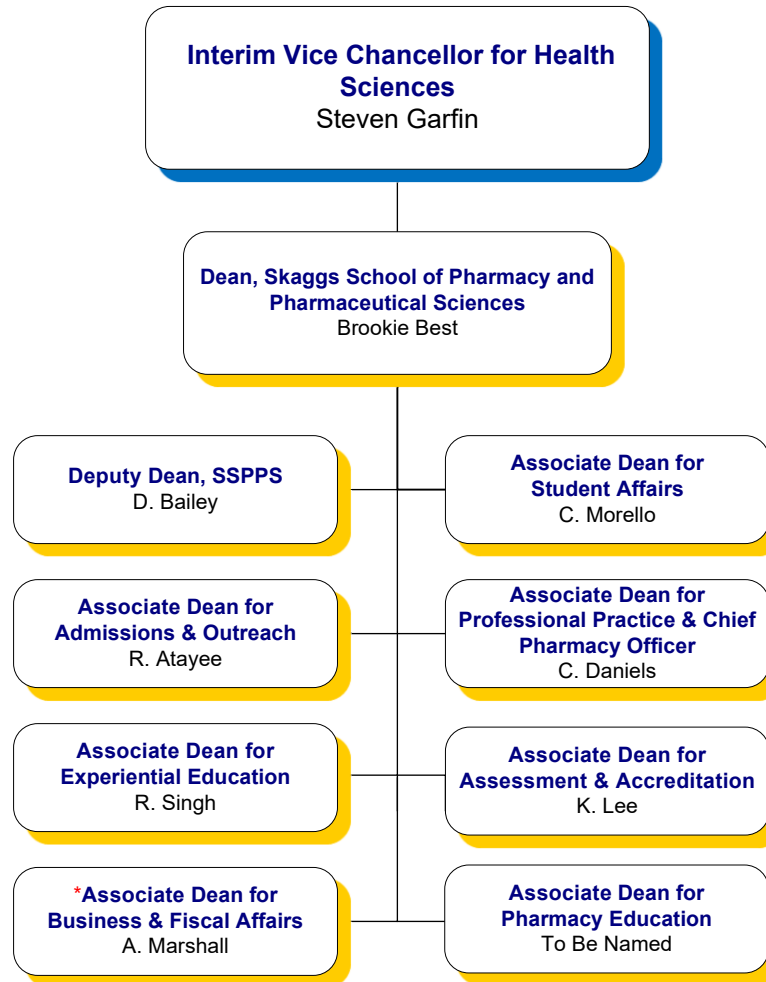 Interim Vice Chancellor for Health
Sciences
Steven Garfin
Dean, Skaggs School of Pharmacy and
Pharmaceutical Sciences
Brookie Best
Deputy Dean, SSPPS
D. Bailey
Associate Dean for
Student Affairs
C. Morello
Associate Dean for
Admissions & Outreach
R. Atayee
Associate Dean for
Professional Practice & Chief
Pharmacy Officer
C. Daniels
Associate Dean for
Experiential Education
R. Singh
Associate Dean for
Assessment & Accreditation
K. Lee
*Associate Dean for
Business & Fiscal Affairs
A. Marshall
Associate Dean for
Pharmacy Education
To Be Named